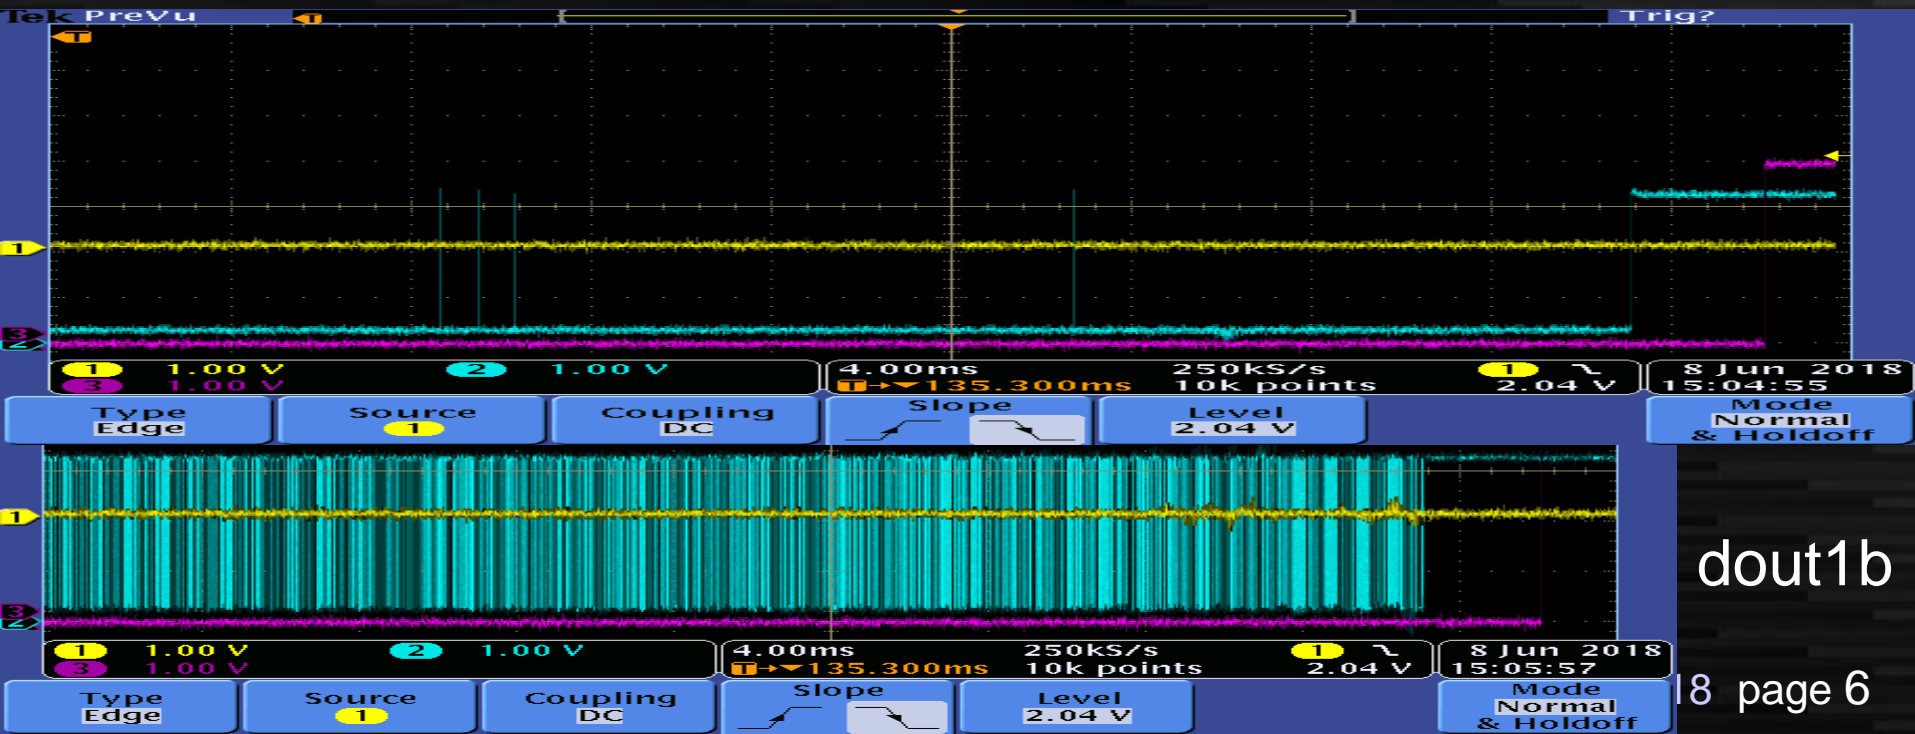 Tek PreVu Trig?
T
1
3
2
1 1.00 V 2 1.00 V
3 1.00 V
4.00ms 250kS/s 1
T→▼135.300ms 10k points 2.04 V
8 Jun 2018
15:04:55
Type
Edge
Source
1
Coupling
DC
Slope
Level
2.04 V
Mode
Normal
& Holdoff
1
3
2
1 1.00 V 2 1.00 V
3 1.00 V
4.00ms 250kS/s 1
T→▼135.300ms 10k points 2.04 V
8 Jun 2018
15:05:57
Type
Edge
Source
1
Coupling
DC
Slope
Level
2.04 V
Mode
Normal
& Holdoff
dout1b
18 page 6